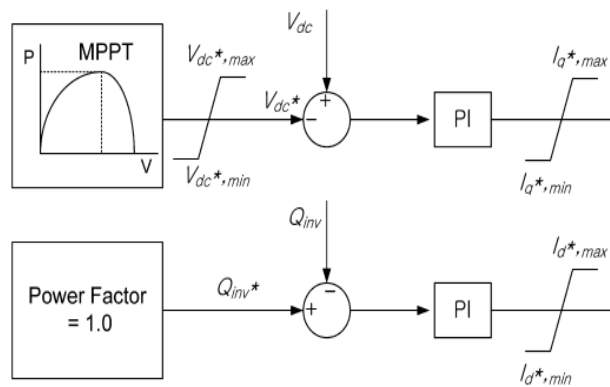 MPPT
P
V
V_dc*,max
V_dc*
V_dc*,min
V_dc
+
−
PI
I_q*,max
I_q*,min
Power Factor
= 1.0
Q_inv*
Q_inv
−
+
PI
I_d*,max
I_d*,min